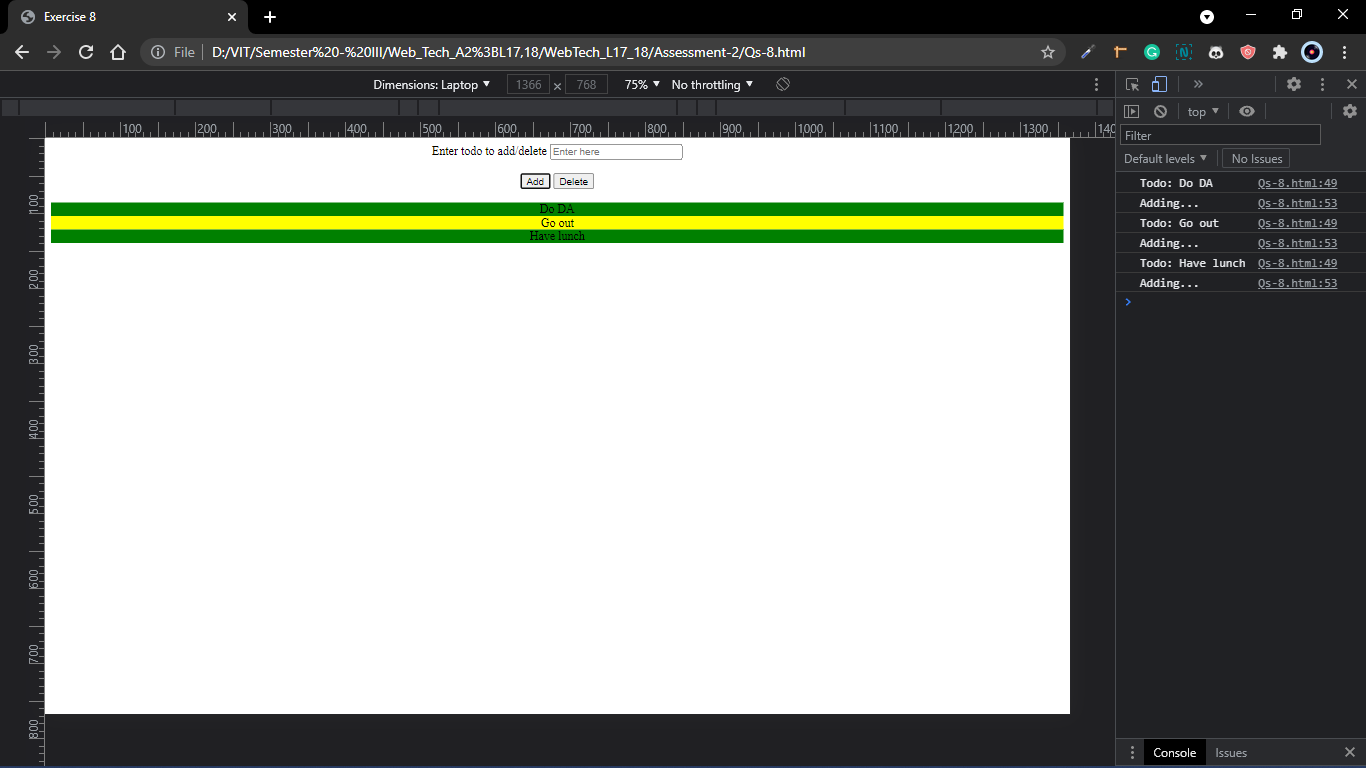 Exercise 8
File D:/VIT/Semester%20-%20III/Web_Tech_A2%3BL17,18/WebTech_L17_18/Assessment-2/Qs-8.html
Dimensions: Laptop 1366 × 768 75% No throttling
100 200 300 400 500 600 700 800 900 1000 1100 1200 1300 140
top
Filter
Default levels No Issues
Enter todo to add/delete Enter here
Add Delete
Do DA
Go out
Have lunch
100
200
300
400
500
600
700
800
Todo: Do DA Qs-8.html:49
Adding... Qs-8.html:53
Todo: Go out Qs-8.html:49
Adding... Qs-8.html:53
Todo: Have lunch Qs-8.html:49
Adding... Qs-8.html:53
Console Issues